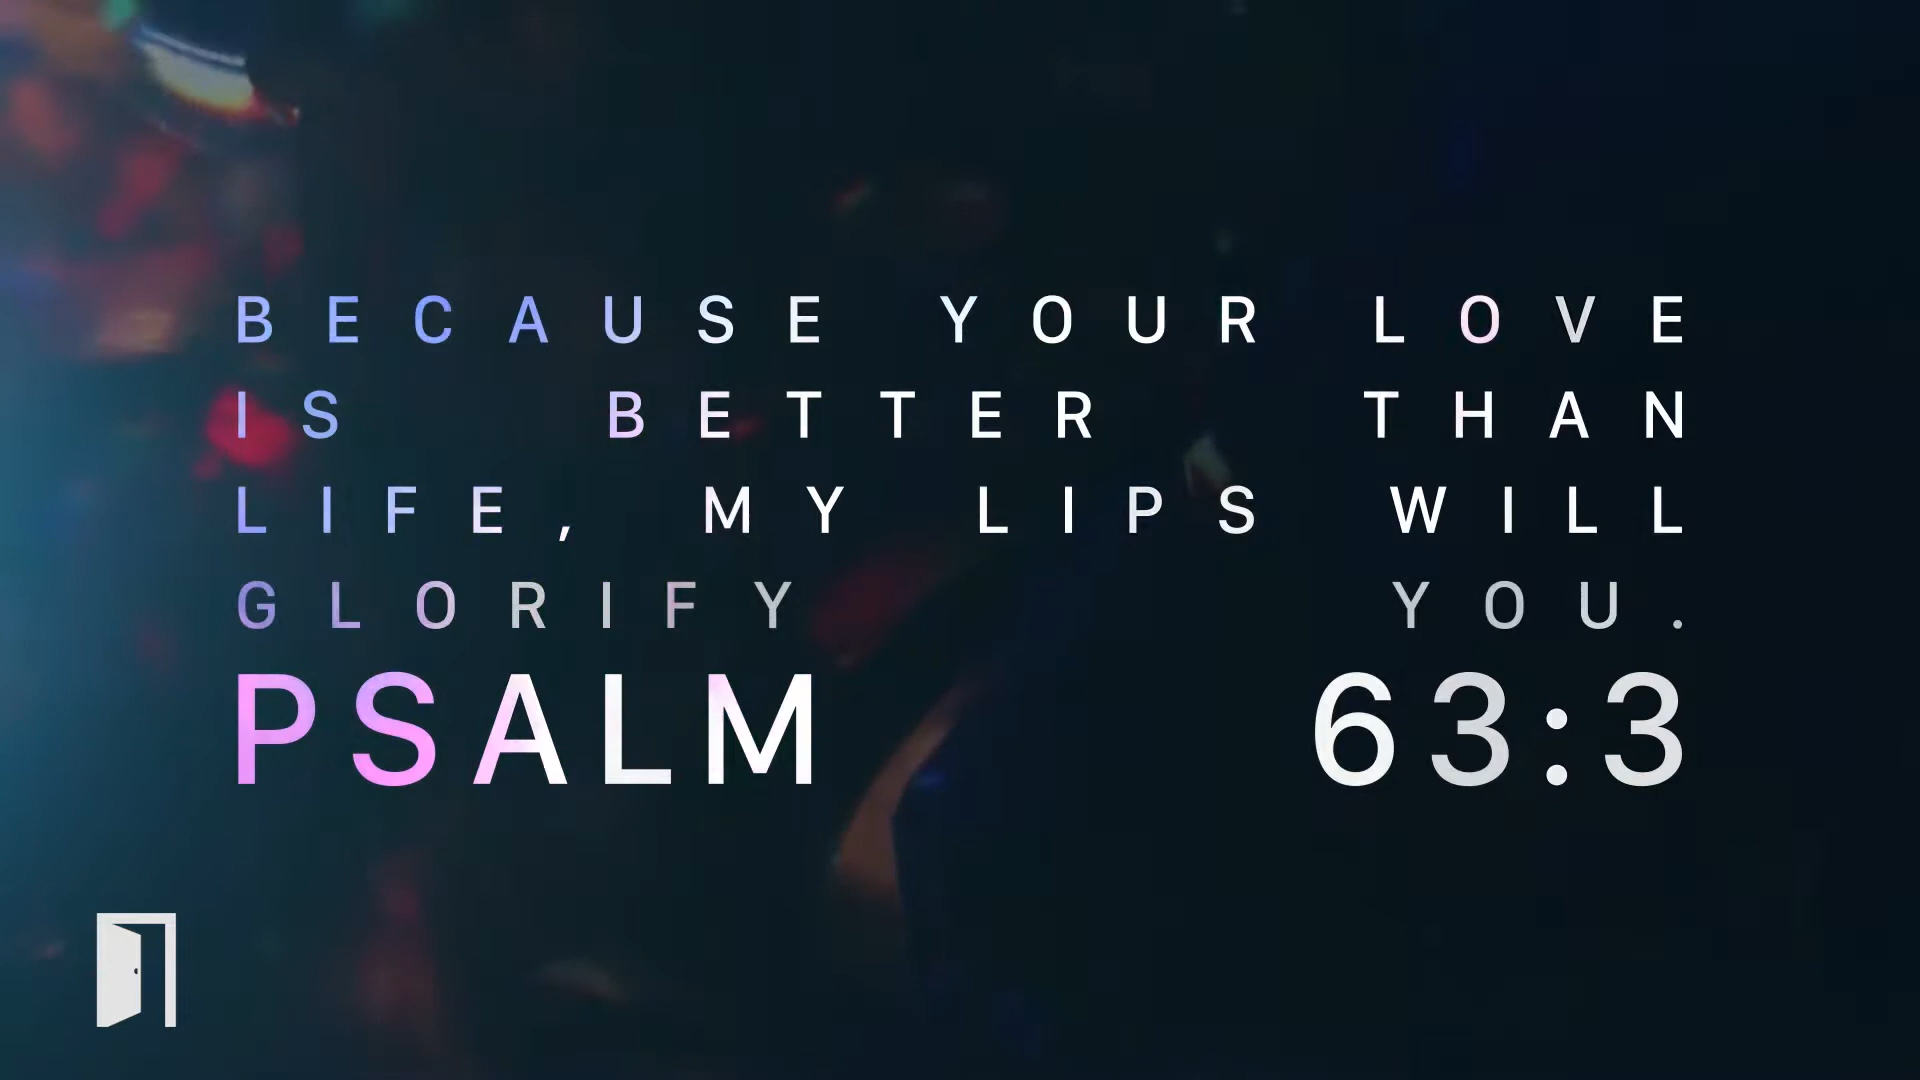 BECAUSE YOUR LOVE
IS BETTER THAN
LIFE, MY LIPS WILL
GLORIFY YOU.
PSALM 63:3